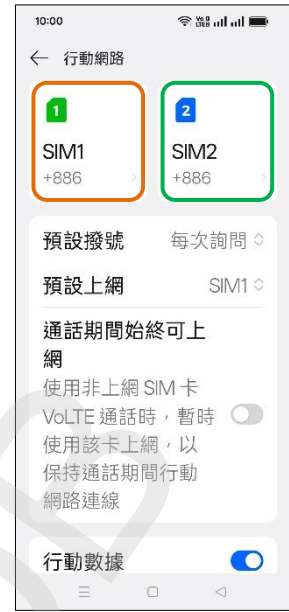 10:00
Vo) 2 LTE
← 行動網路
1
2
SIM1
SIM2
+886
+886
預設撥號 每次詢問
預設上網 SIM1
通話期間始終可上
網
使用非上網 SIM 卡
VoLTE 通話時，暫時
使用該卡上網，以
保持通話期間行動
網路連線
行動數據